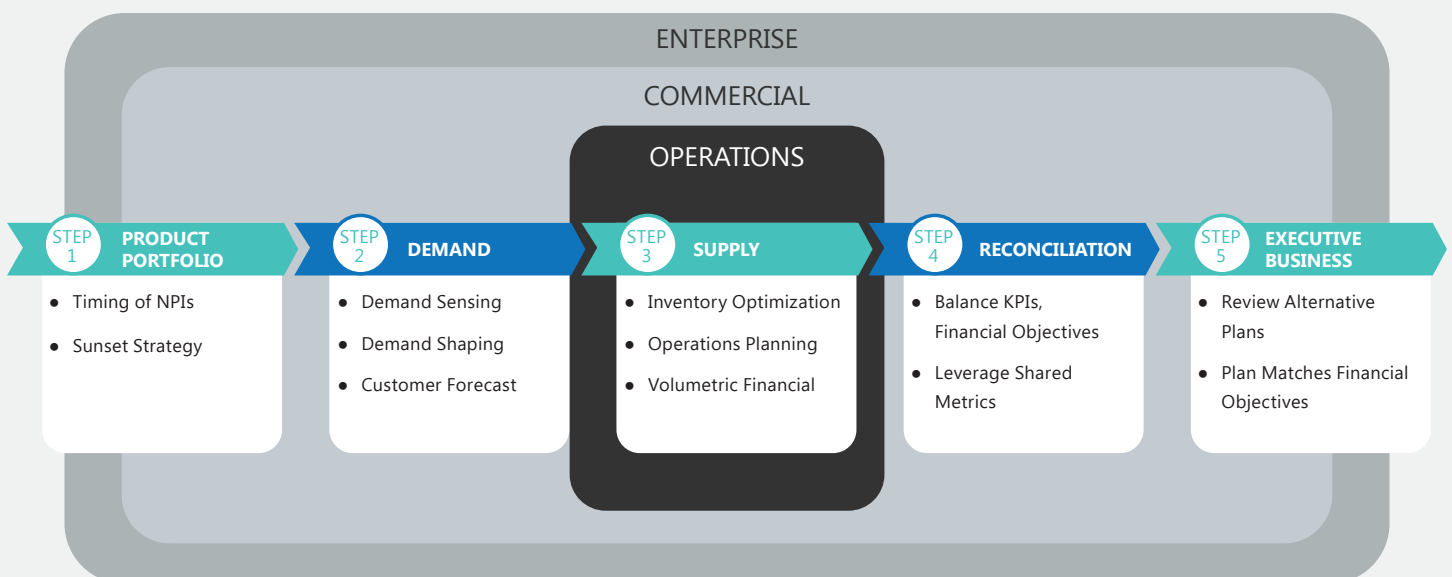 ENTERPRISE
COMMERCIAL
OPERATIONS
STEP
1
PRODUCT
PORTFOLIO
● Timing of NPIs
● Sunset Strategy
STEP
2
DEMAND
● Demand Sensing
● Demand Shaping
● Customer Forecast
STEP
3
SUPPLY
● Inventory Optimization
● Operations Planning
● Volumetric Financial
STEP
4
RECONCILIATION
● Balance KPIs,
Financial Objectives
● Leverage Shared
Metrics
STEP
5
EXECUTIVE
BUSINESS
● Review Alternative
Plans
● Plan Matches Financial
Objectives